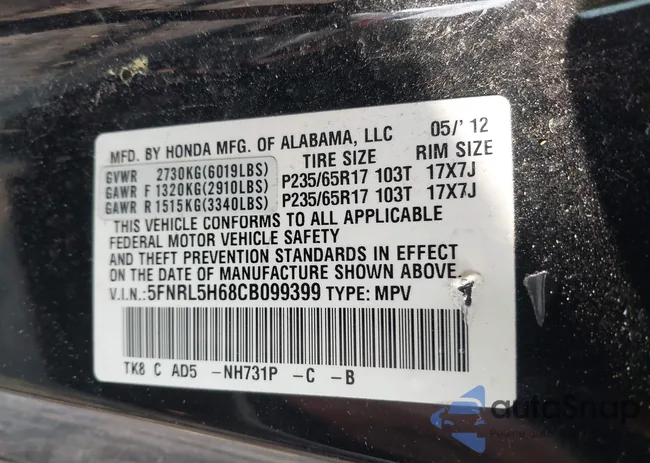 MFD. BY HONDA MFG. OF ALABAMA, LLC 05/'12
GVWR 2730KG(6019LBS) TIRE SIZE RIM SIZE
GAWR F 1320KG(2910LBS) P235/65R17 103T 17X7J
GAWR R 1515KG(3340LBS) P235/65R17 103T 17X7J
THIS VEHICLE CONFORMS TO ALL APPLICABLE
FEDERAL MOTOR VEHICLE SAFETY
AND THEFT PREVENTION STANDARDS IN EFFECT
ON THE DATE OF MANUFACTURE SHOWN ABOVE.
V.I.N.:5FNRL5H68CB099399 TYPE: MPV
TK8 C AD5 -NH731P -C -B
autoSnap